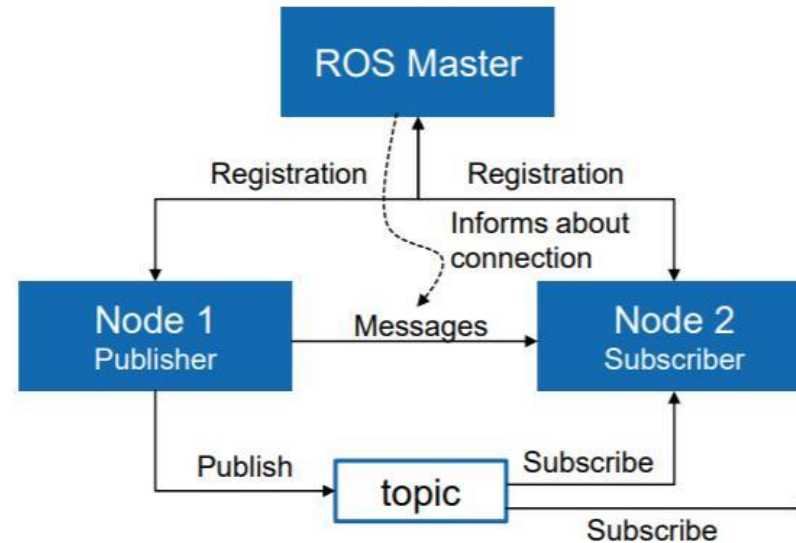 ROS Master
Registration
Registration
Informs about
connection
Node 1
Publisher
Messages
Node 2
Subscriber
Publish
topic
Subscribe
Subscribe